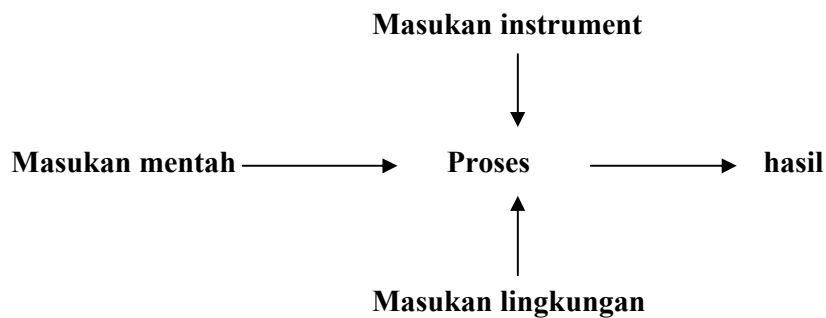 Masukan instrument
Masukan mentah Proses hasil
Masukan lingkungan